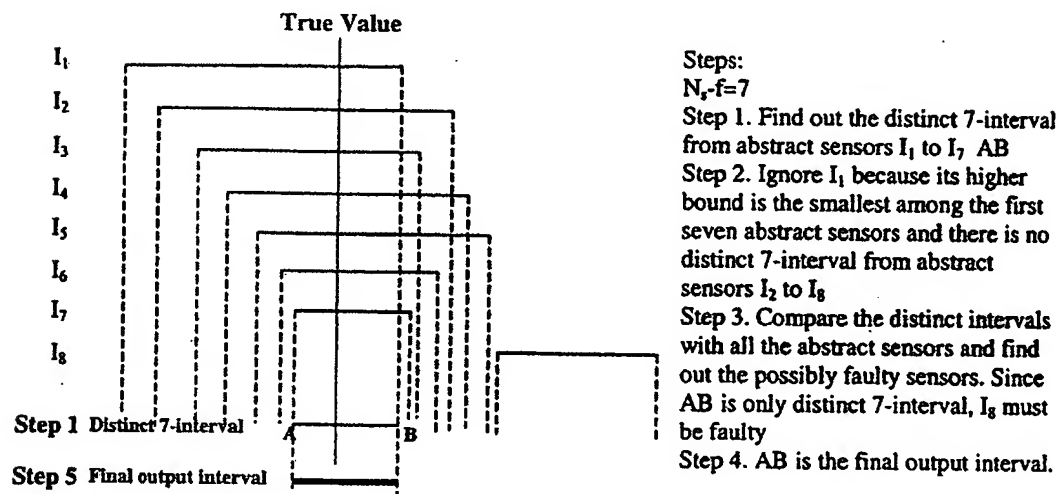 True Value
I₁
I₂
I₃
I₄
I₅
I₆
I₇
I₈
Step 1 Distinct 7-interval A B
Step 5 Final output interval
Steps:
Nₛ-f=7
Step 1. Find out the distinct 7-interval
from abstract sensors I₁ to I₇ AB
Step 2. Ignore I₁ because its higher
bound is the smallest among the first
seven abstract sensors and there is no
distinct 7-interval from abstract
sensors I₂ to I₈
Step 3. Compare the distinct intervals
with all the abstract sensors and find
out the possibly faulty sensors. Since
AB is only distinct 7-interval, I₈ must
be faulty
Step 4. AB is the final output interval.